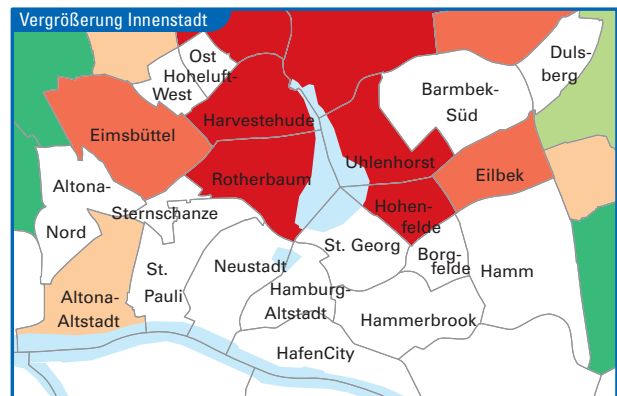 Vergrößerung Innenstadt
Ost
Hoheluft-
West
Duls-
berg
Barmbek-
Süd
Harvestehude
Eimsbüttel
Uhlenhorst
Eilbek
Rotherbaum
Altona-
Nord
Sternschanze
Hohen-
felde
St. Georg
Borg-
felde
Hamm
St.
Pauli
Neustadt
Altona-
Altstadt
Hamburg-
Altstadt
Hammerbrook
HafenCity